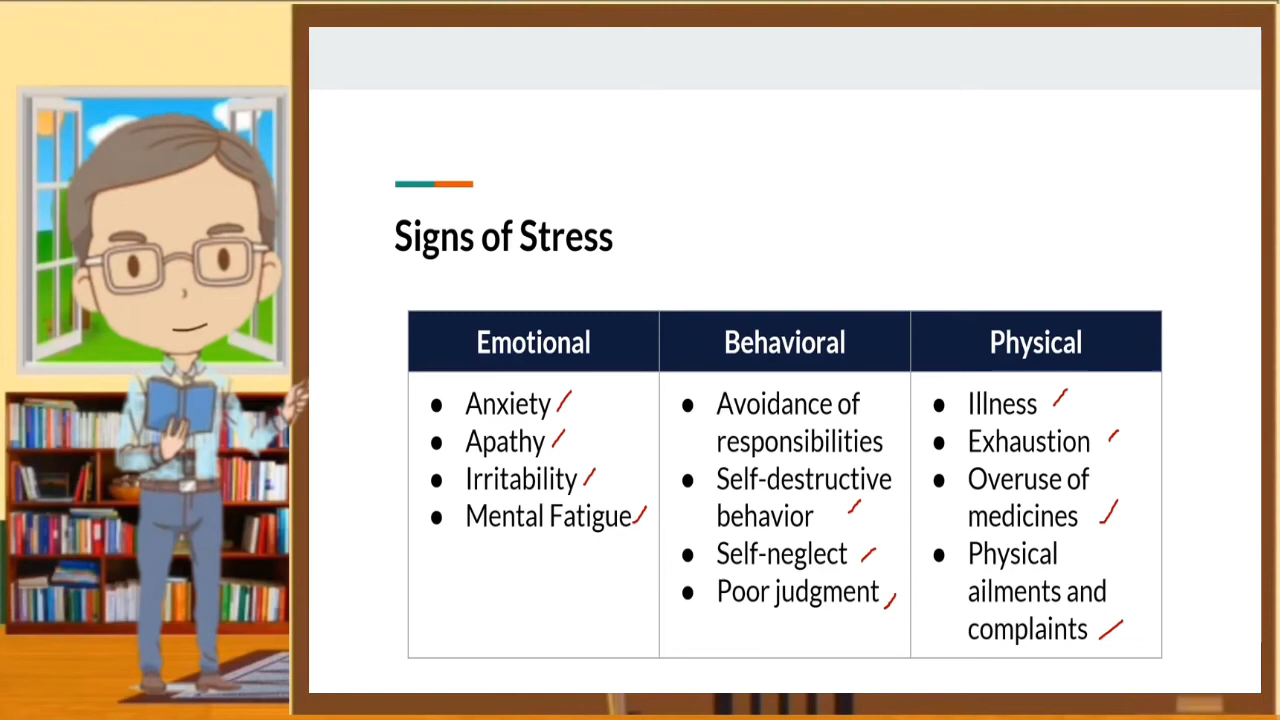 Signs of Stress
Emotional
Behavioral
Physical
● Anxiety
● Apathy
● Irritability
● Mental Fatigue
● Avoidance of
responsibilities
● Self-destructive
behavior
● Self-neglect
● Poor judgment
● Illness
● Exhaustion
● Overuse of
medicines
● Physical
ailments and
complaints